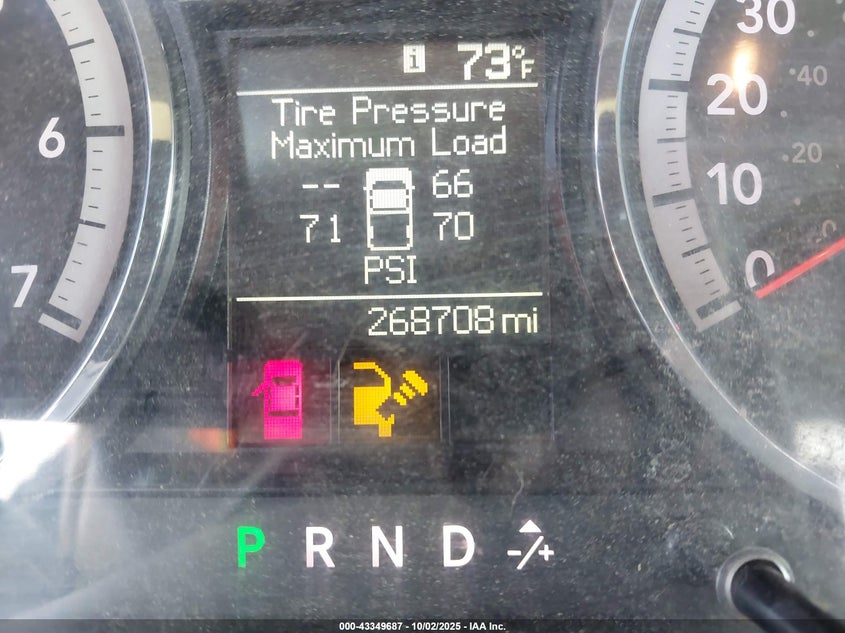 i 73°F
Tire Pressure
Maximum Load
-- 66
71 70
PSI
268708 mi
6
7
30
20
10
0
40
20
0
P R N D -/+
000-43349687 - 10/02/2025 - IAA Inc.